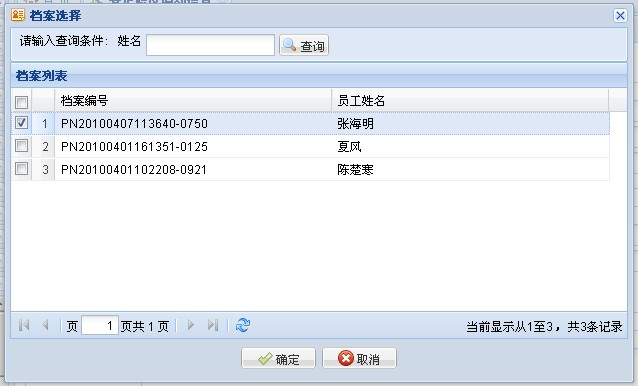 档案选择
请输入查询条件: 姓名 查询
档案列表
档案编号 员工姓名
1 PN20100407113640-0750 张海明
2 PN20100401161351-0125 夏风
3 PN20100401102208-0921 陈楚寒
页 1 页共 1 页 当前显示从1至3，共3条记录
确定 取消